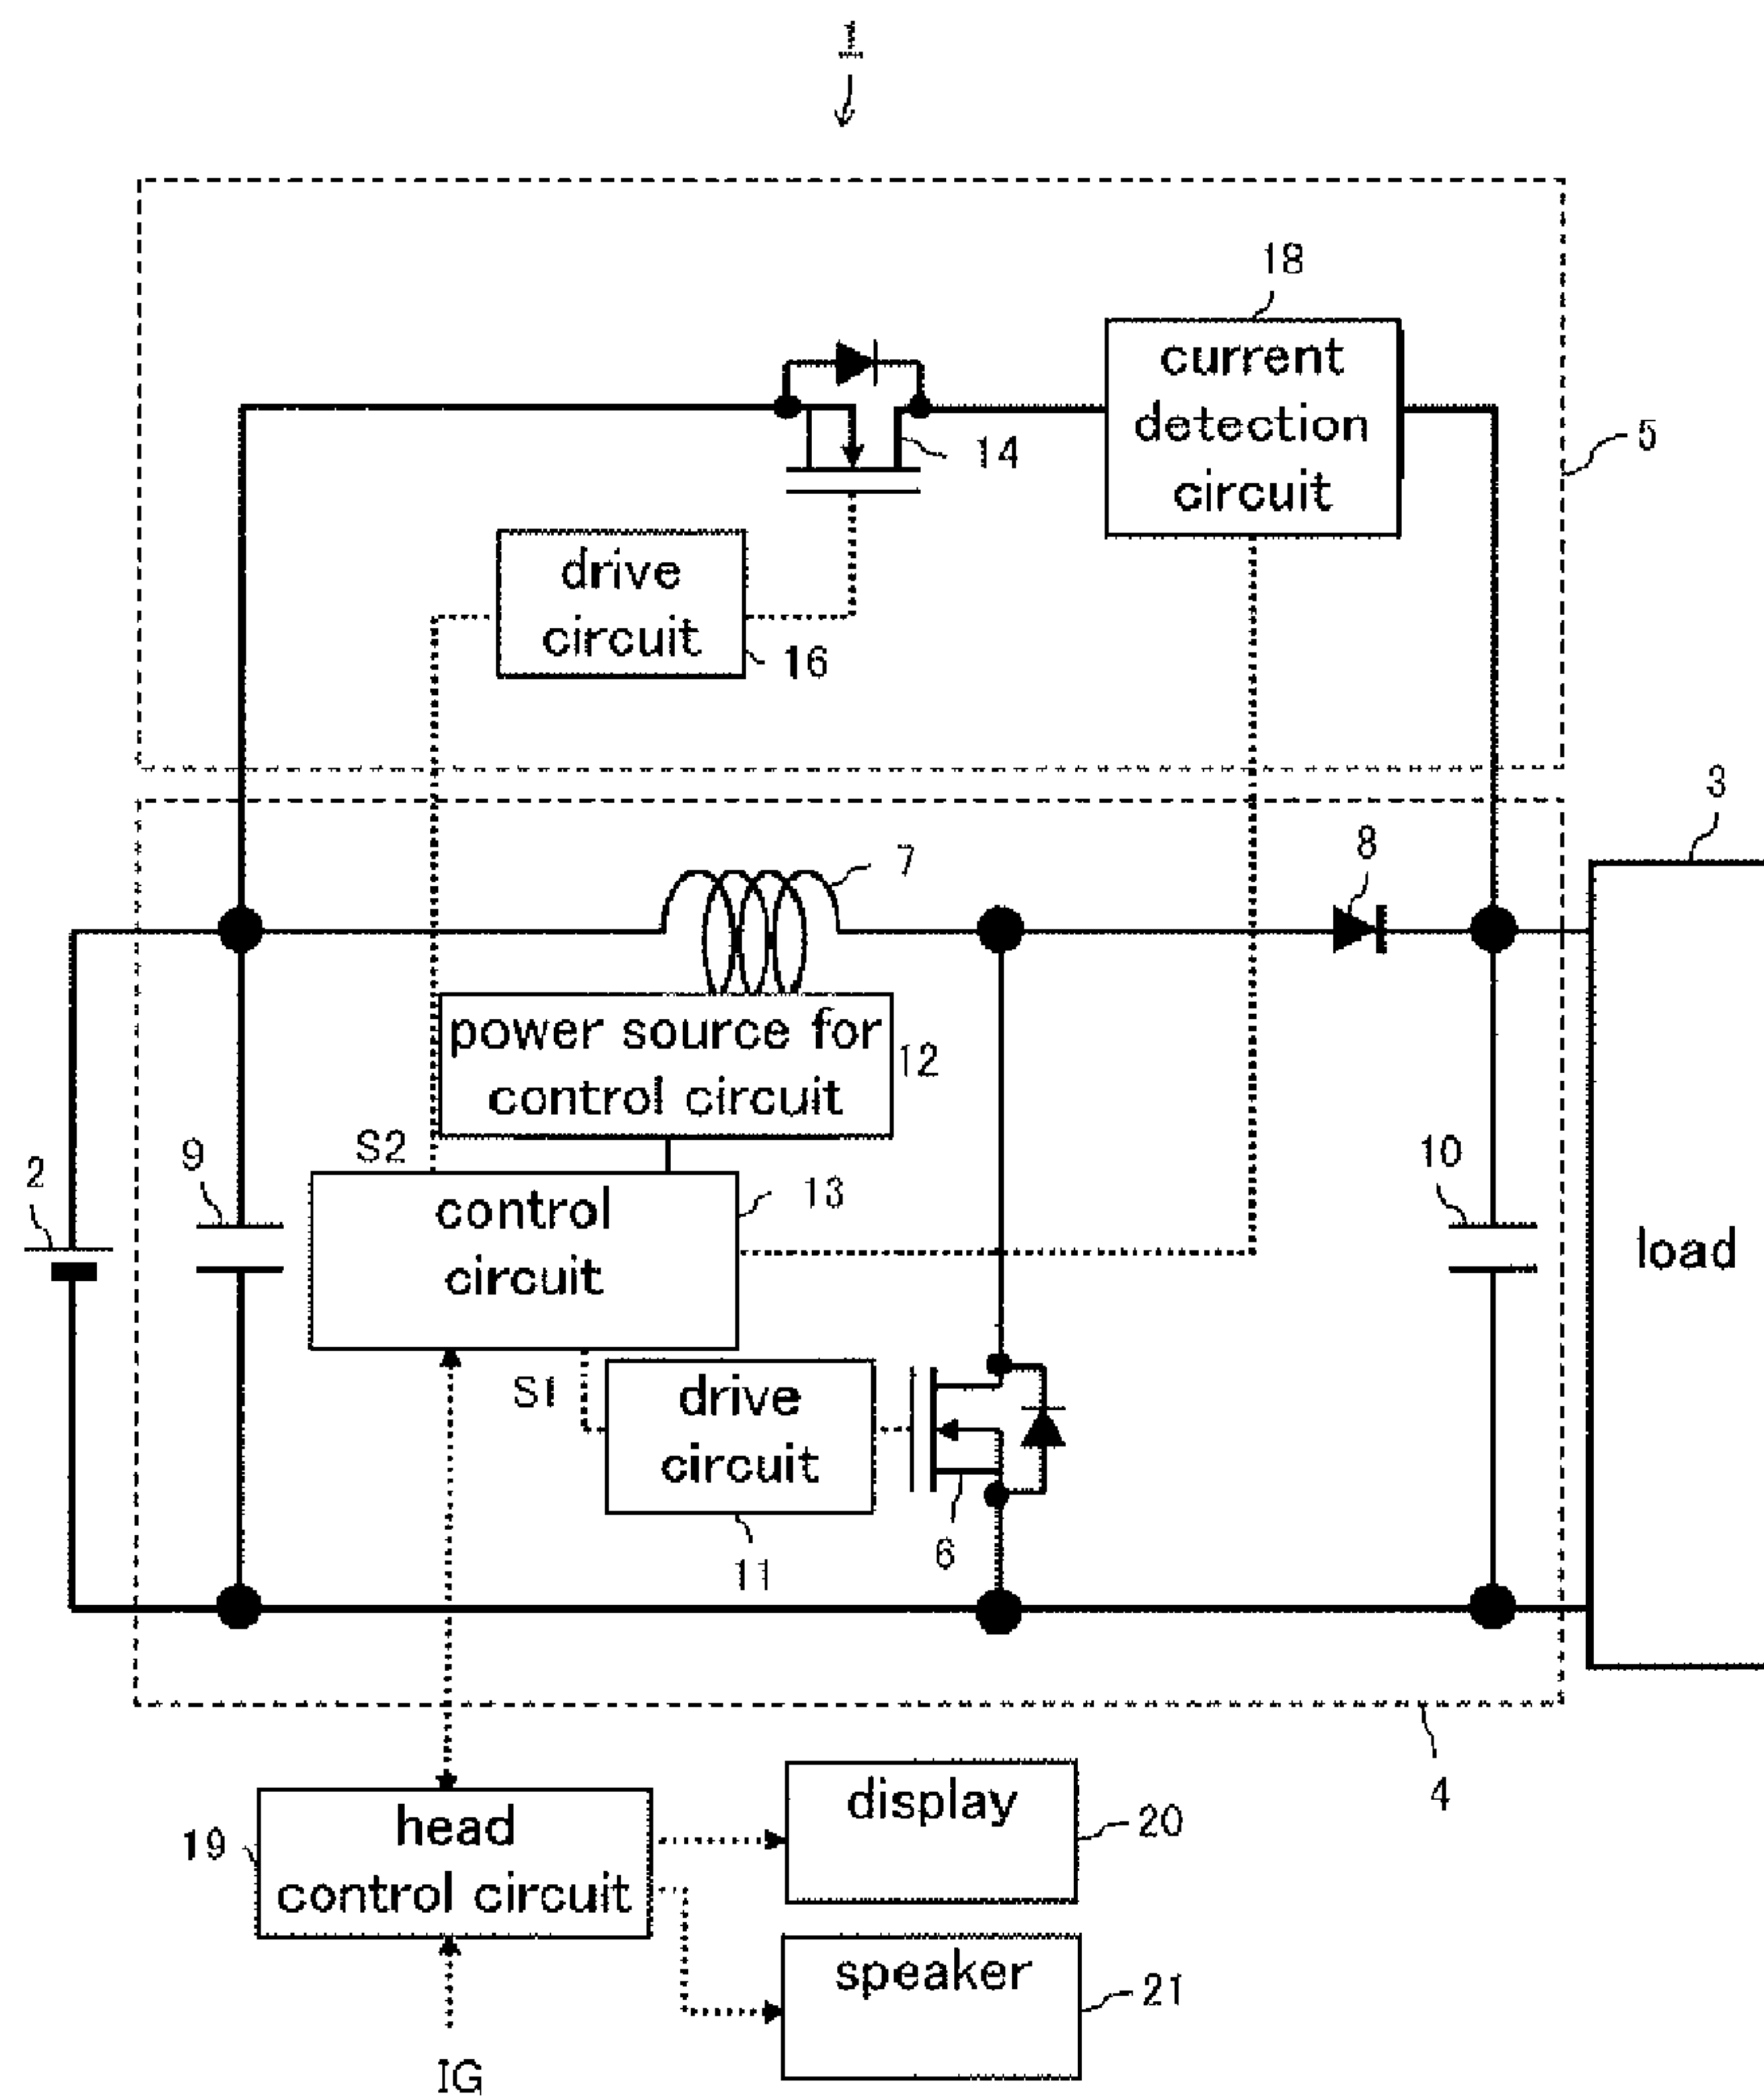 1
18
current
detection
circuit
5
14
drive
circuit
16
3
8
7
power source for
control circuit
12
S2
9
10
2
13
control
circuit
load
S1
drive
circuit
6
11
4
display
20
head
control circuit
19
speaker
21
IG